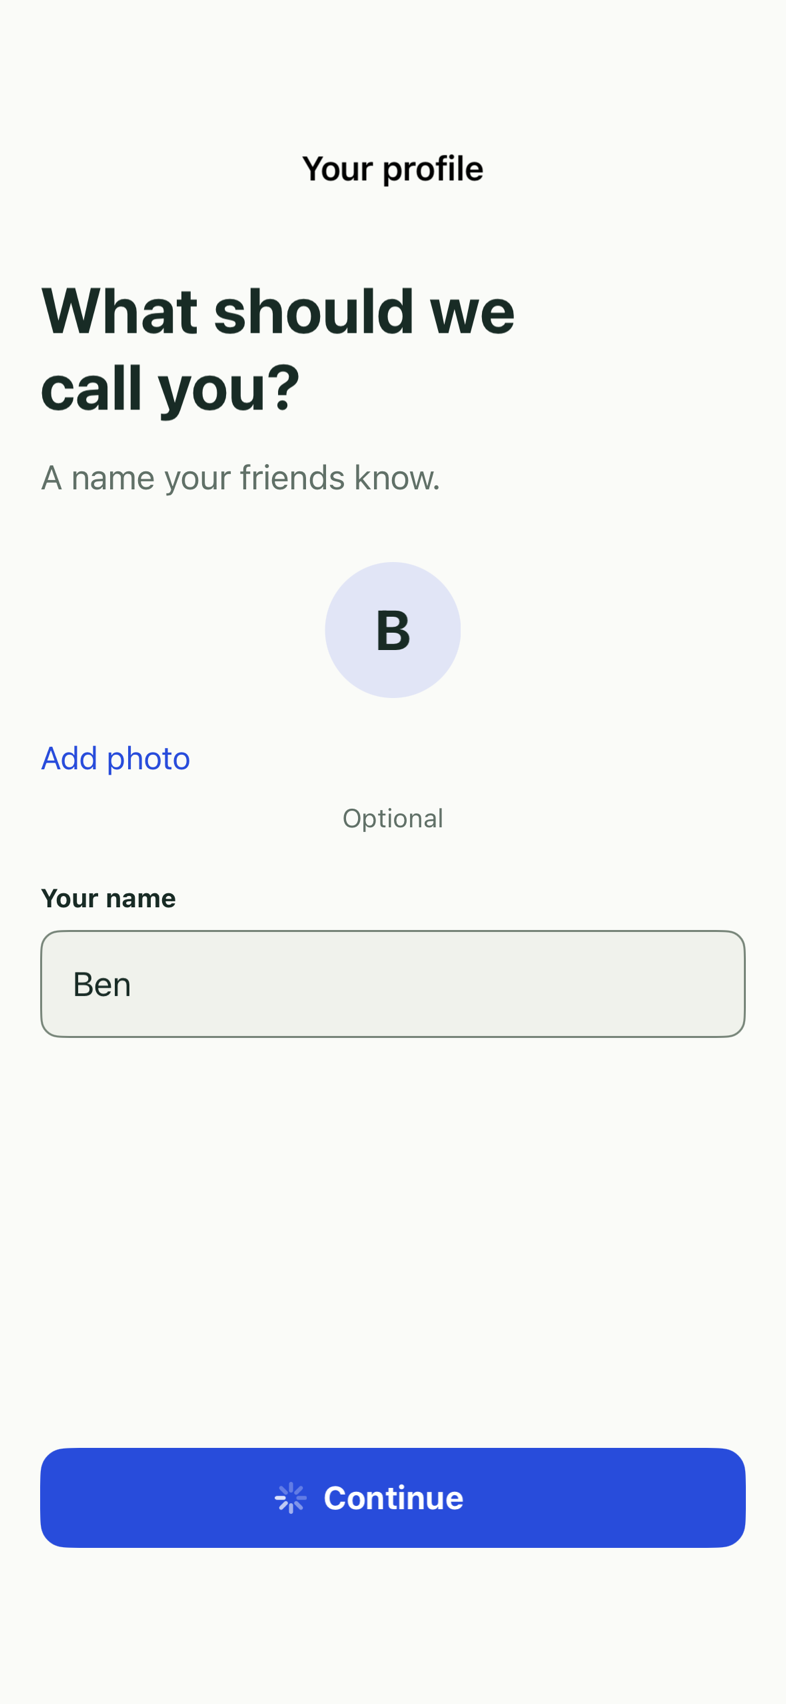 Your profile
What should we
call you?
A name your friends know.
B
Add photo
Optional
Your name
Ben
Continue